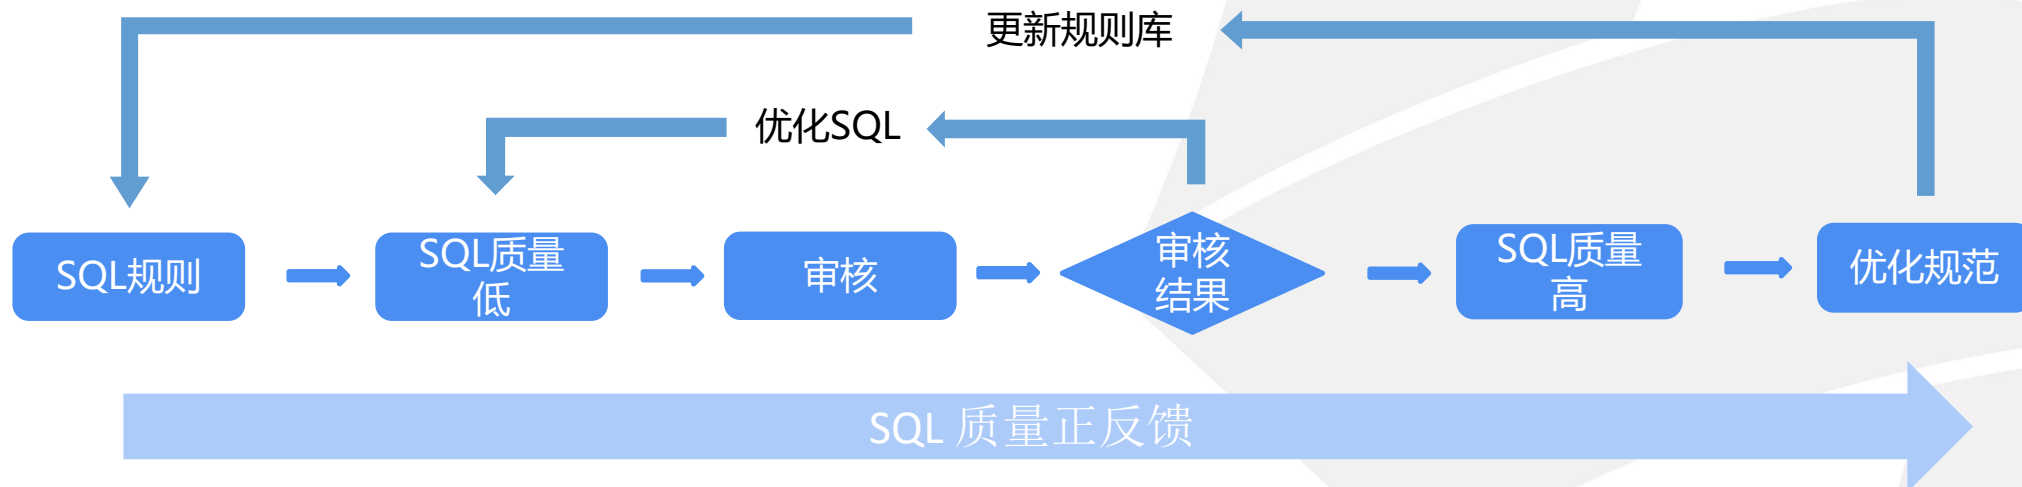 更新规则库
优化SQL
SQL规则
SQL质量
低
审核
审核
结果
SQL质量
高
优化规范
SQL 质量正反馈